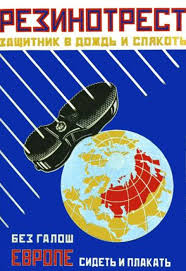 РЕЗИНОТРЕСТ
ЗАЩИТНИК В ДОЖДЬ И СЛЯКОТЬ
БЕЗ ГАЛОШ
ЕВРОПЕ СИДЕТЬ И ПЛАКАТЬ